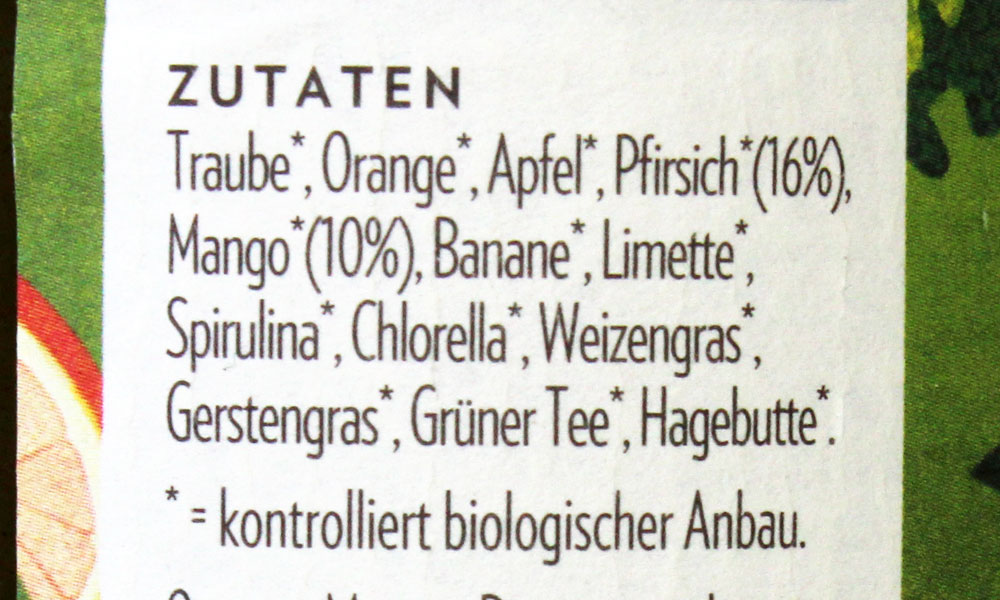 ZUTATEN
Traube*, Orange*, Apfel*, Pfirsich*(16%),
Mango*(10%), Banane*, Limette*,
Spirulina*, Chlorella*, Weizengras*,
Gerstengras*, Grüner Tee*, Hagebutte*.
* = kontrolliert biologischer Anbau.